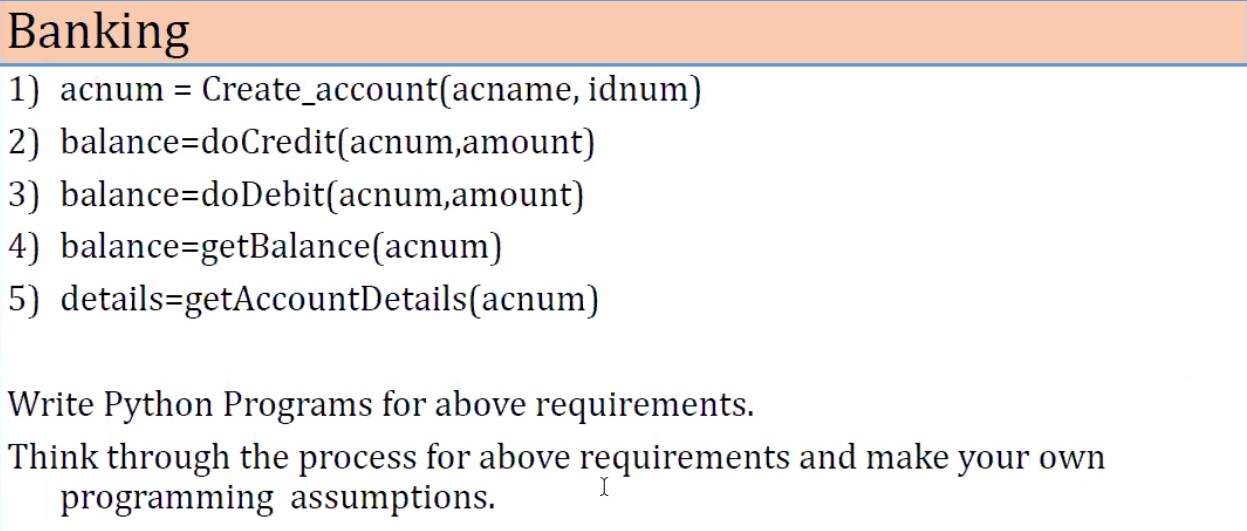 Banking
1) acnum = Create_account(acname, idnum)
2) balance=doCredit(acnum,amount)
3) balance=doDebit(acnum,amount)
4) balance=getBalance(acnum)
5) details=getAccountDetails(acnum)
Write Python Programs for above requirements.
Think through the process for above requirements and make your own
programming assumptions.